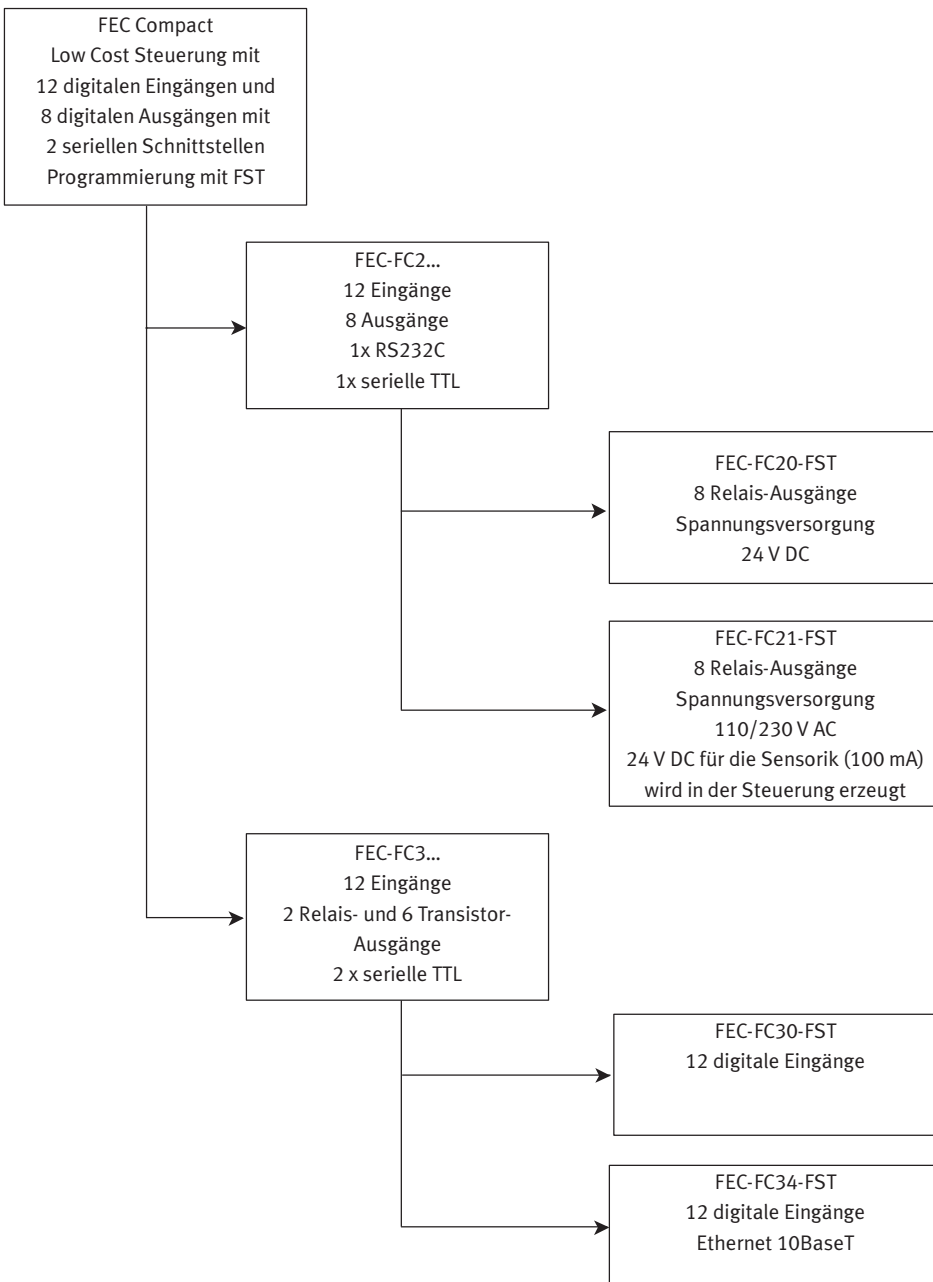 FEC Compact
Low Cost Steuerung mit
12 digitalen Eingängen und
8 digitalen Ausgängen mit
2 seriellen Schnittstellen
Programmierung mit FST
FEC-FC2...
12 Eingänge
8 Ausgänge
1x RS232C
1x serielle TTL
FEC-FC20-FST
8 Relais-Ausgänge
Spannungsversorgung
24 V DC
FEC-FC21-FST
8 Relais-Ausgänge
Spannungsversorgung
110/230 V AC
24 V DC für die Sensorik (100 mA)
wird in der Steuerung erzeugt
FEC-FC3...
12 Eingänge
2 Relais- und 6 Transistor-
Ausgänge
2 x serielle TTL
FEC-FC30-FST
12 digitale Eingänge
FEC-FC34-FST
12 digitale Eingänge
Ethernet 10BaseT